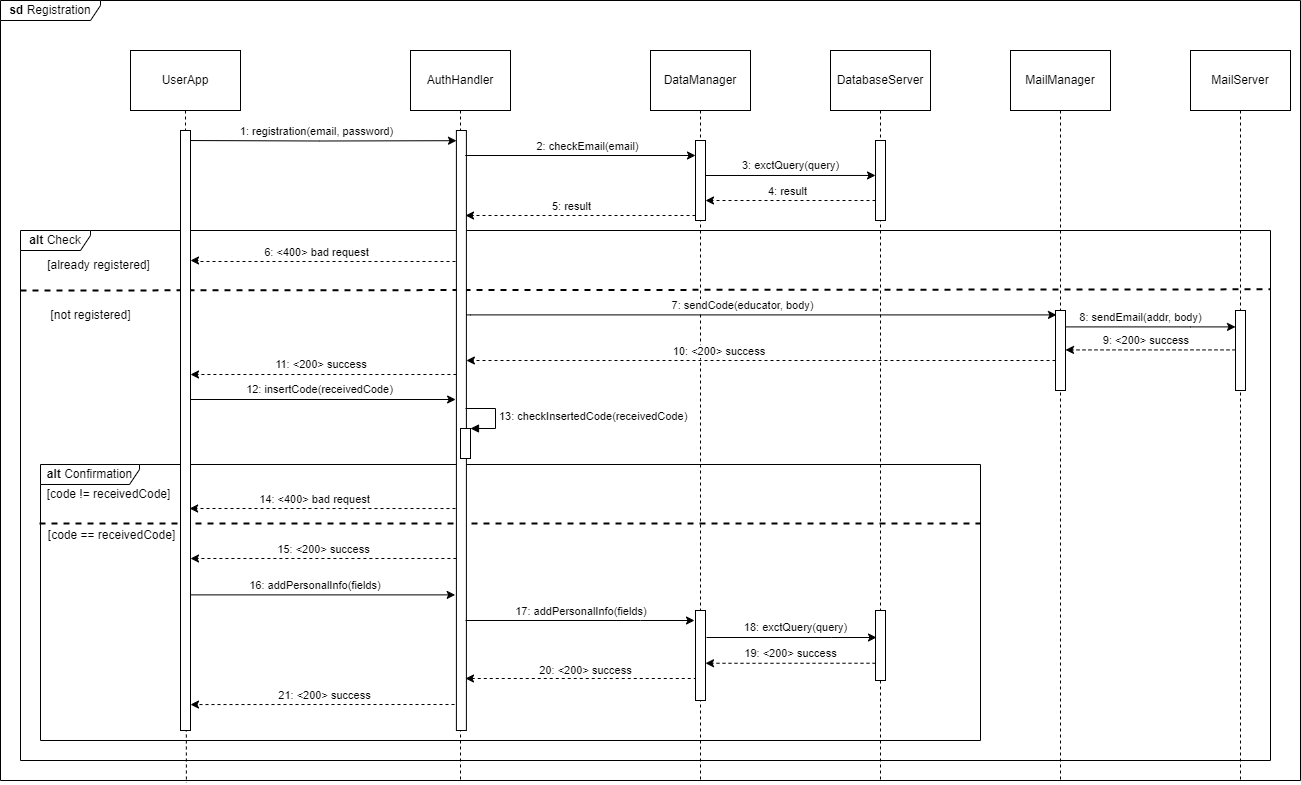 sd Registration
UserApp
AuthHandler
DataManager
DatabaseServer
MailManager
MailServer
1: registration(email, password)
2: checkEmail(email)
3: exctQuery(query)
4: result
5: result
alt Check
6: <400> bad request
[already registered]
7: sendCode(educator, body)
[not registered]
8: sendEmail(addr, body)
9: <200> success
10: <200> success
11: <200> success
12: insertCode(receivedCode)
13: checkInsertedCode(receivedCode)
alt Confirmation
[code != receivedCode]
14: <400> bad request
[code == receivedCode]
15: <200> success
16: addPersonalInfo(fields)
17: addPersonalInfo(fields)
18: exctQuery(query)
19: <200> success
20: <200> success
21: <200> success